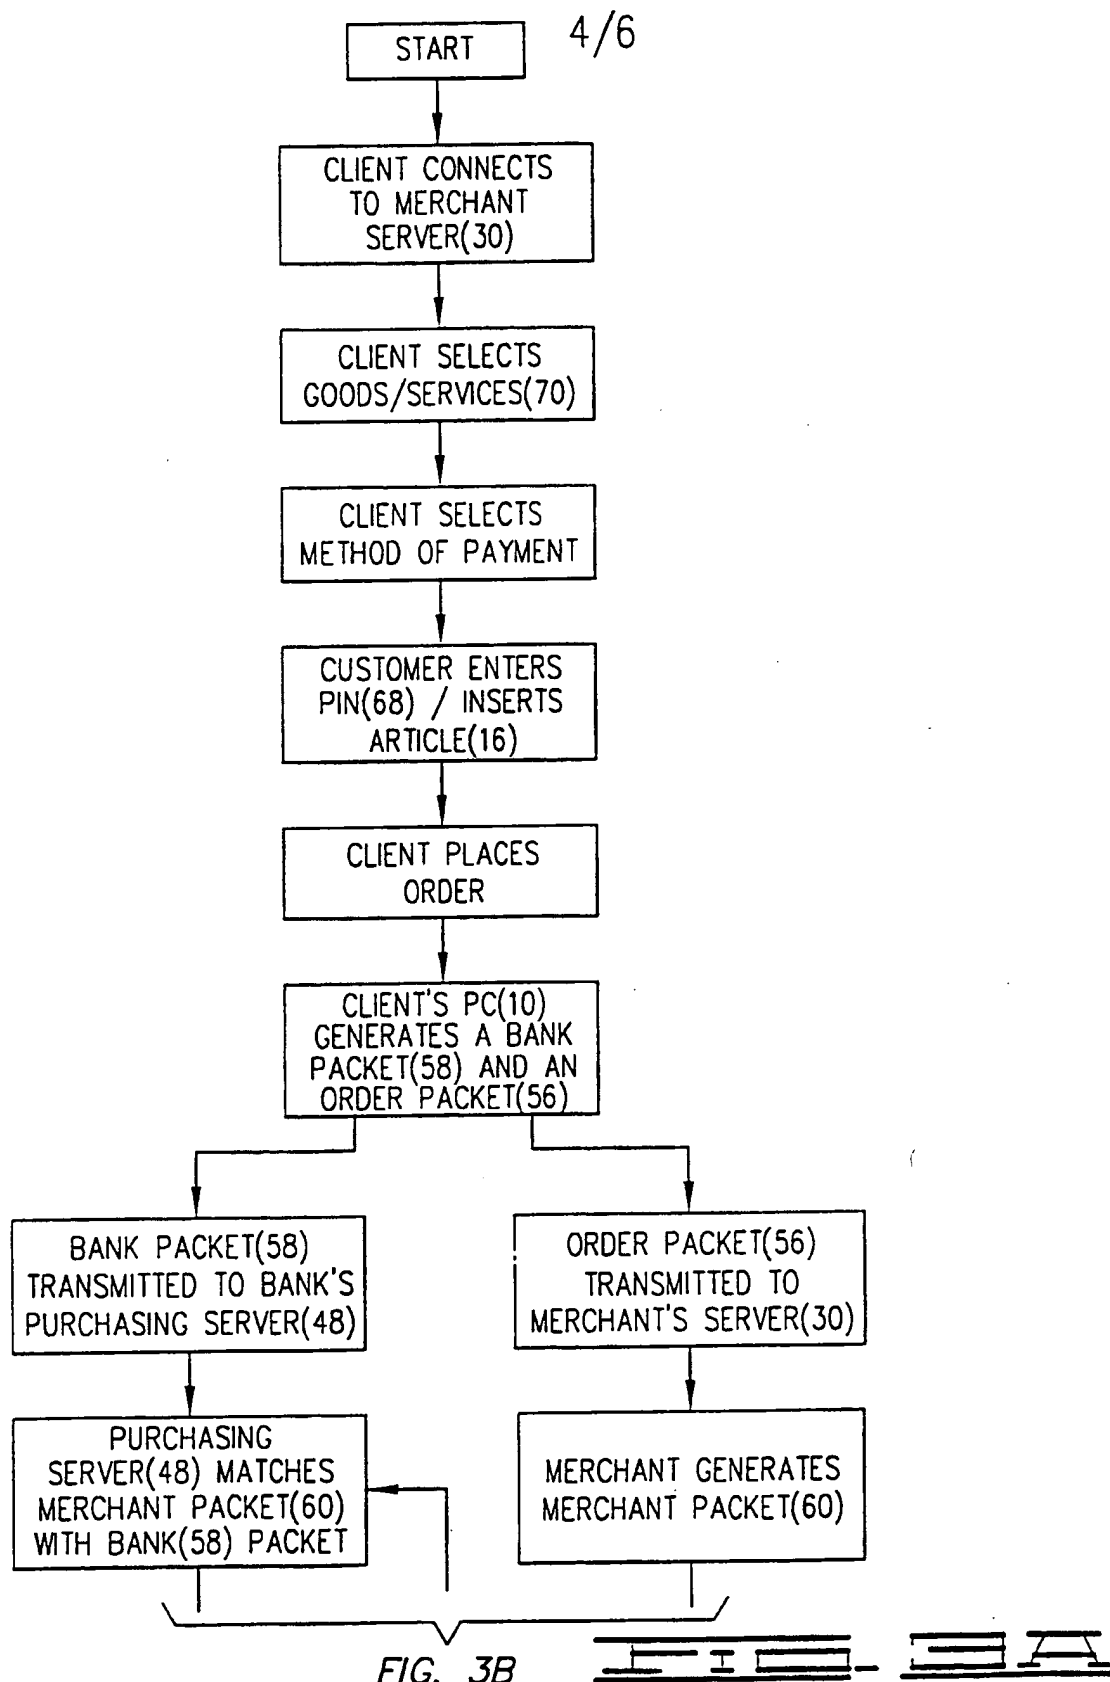 4/6
START
CLIENT CONNECTS
TO MERCHANT
SERVER(30)
CLIENT SELECTS
GOODS/SERVICES(70)
CLIENT SELECTS
METHOD OF PAYMENT
CUSTOMER ENTERS
PIN(68) / INSERTS
ARTICLE(16)
CLIENT PLACES
ORDER
CLIENT'S PC(10)
GENERATES A BANK
PACKET(58) AND AN
ORDER PACKET(56)
BANK PACKET(58)
TRANSMITTED TO BANK'S
PURCHASING SERVER(48)
ORDER PACKET(56)
TRANSMITTED TO
MERCHANT'S SERVER(30)
PURCHASING
SERVER(48) MATCHES
MERCHANT PACKET(60)
WITH BANK(58) PACKET
MERCHANT GENERATES
MERCHANT PACKET(60)
FIG. 3B